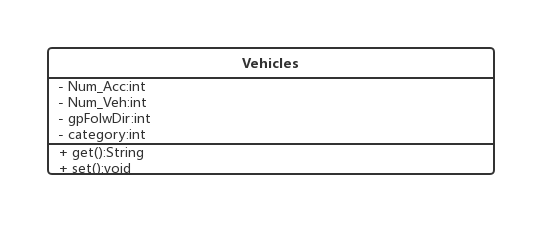 Vehicles
- Num_Acc:int
- Num_Veh:int
- gpFolwDir:int
- category:int
+ get():String
+ set():void